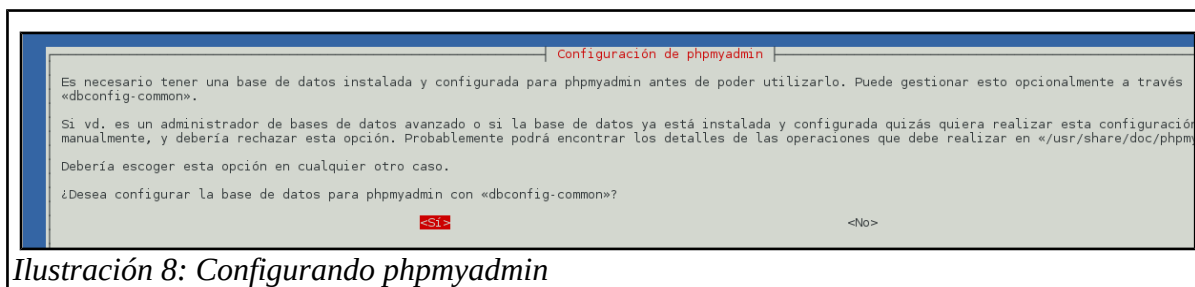 Configuración de phpmyadmin
Es necesario tener una base de datos instalada y configurada para phpmyadmin antes de poder utilizarlo. Puede gestionar esto opcionalmente a través
«dbconfig-common».
Si vd. es un administrador de bases de datos avanzado o si la base de datos ya está instalada y configurada quizás quiera realizar esta configuración
manualmente, y debería rechazar esta opción. Probablemente podrá encontrar los detalles de las operaciones que debe realizar en «/usr/share/doc/phpmy
Debería escoger esta opción en cualquier otro caso.
¿Desea configurar la base de datos para phpmyadmin con «dbconfig-common»?
<Sí> <No>
Ilustración 8: Configurando phpmyadmin